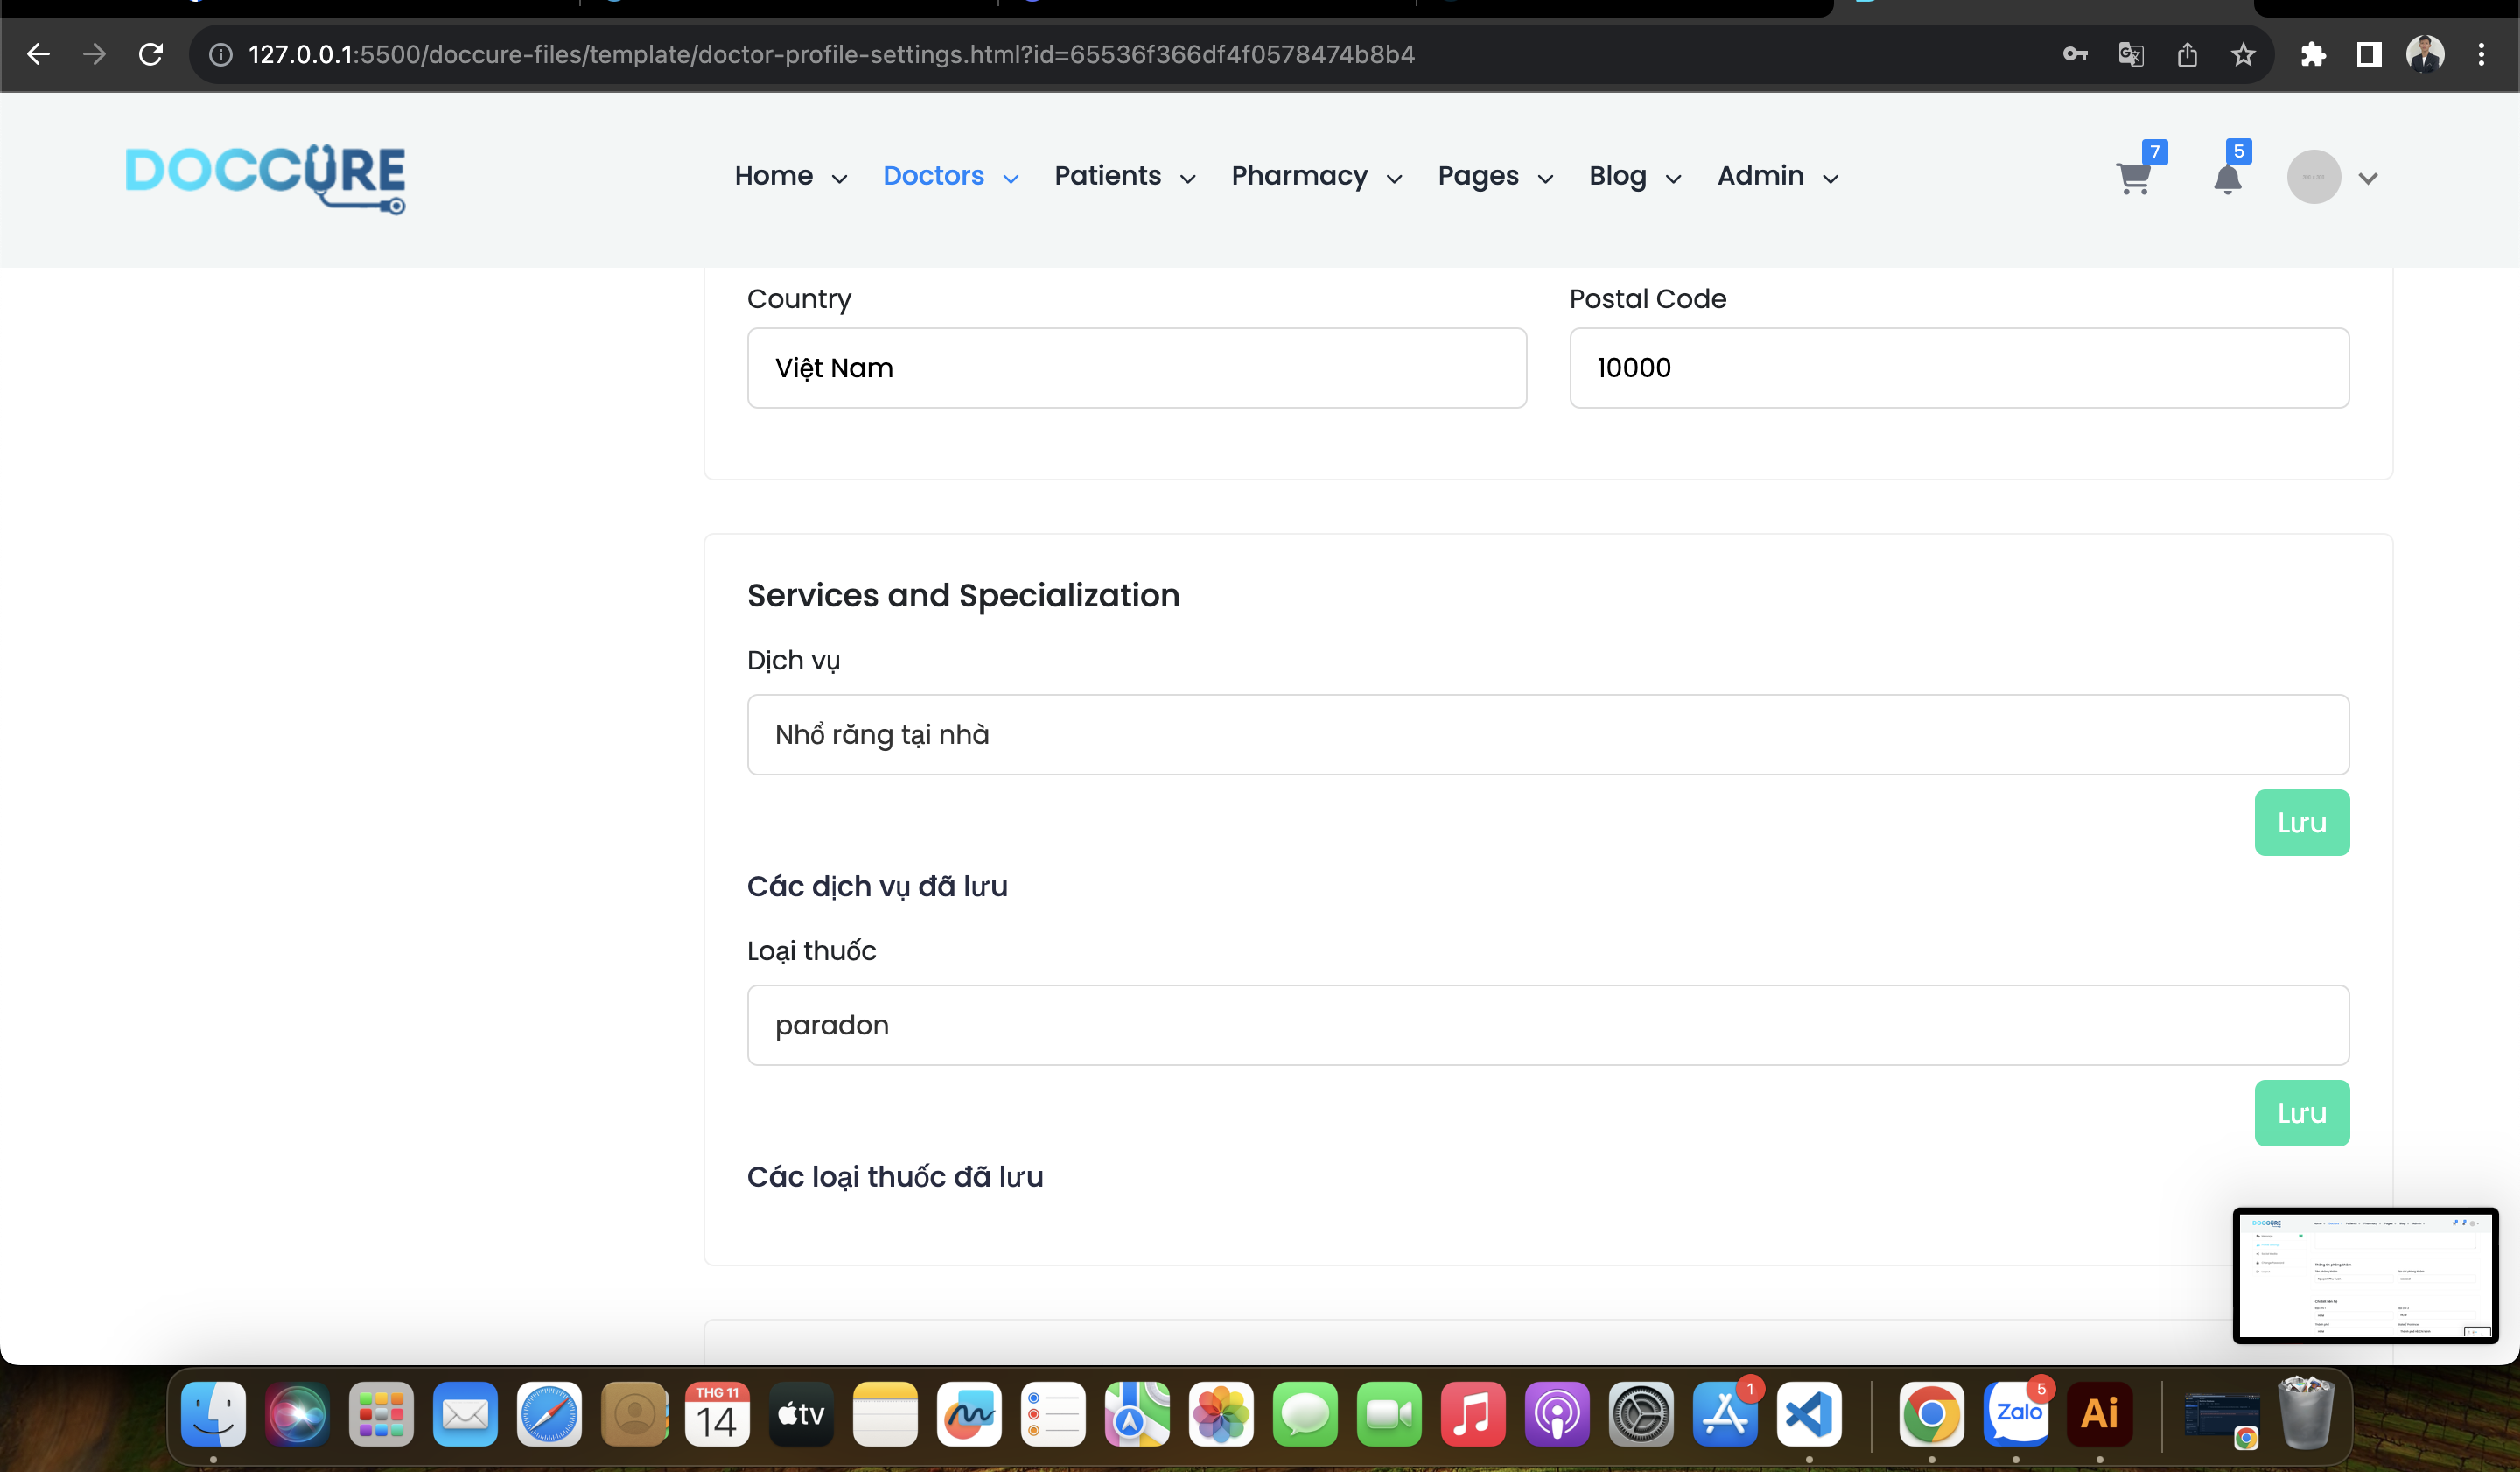 127.0.0.1:5500/doccure-files/template/doctor-profile-settings.html?id=65536f366df4f0578474b8b4
DOCCURE
Home Doctors Patients Pharmacy Pages Blog Admin
7
5
Country
Postal Code
Việt Nam
10000
Services and Specialization
Dịch vụ
Nhổ răng tại nhà
Lưu
Các dịch vụ đã lưu
Loại thuốc
paradon
Lưu
Các loại thuốc đã lưu
DOCCURE
THG 11
14
tv
1
Zalo
5
Ai